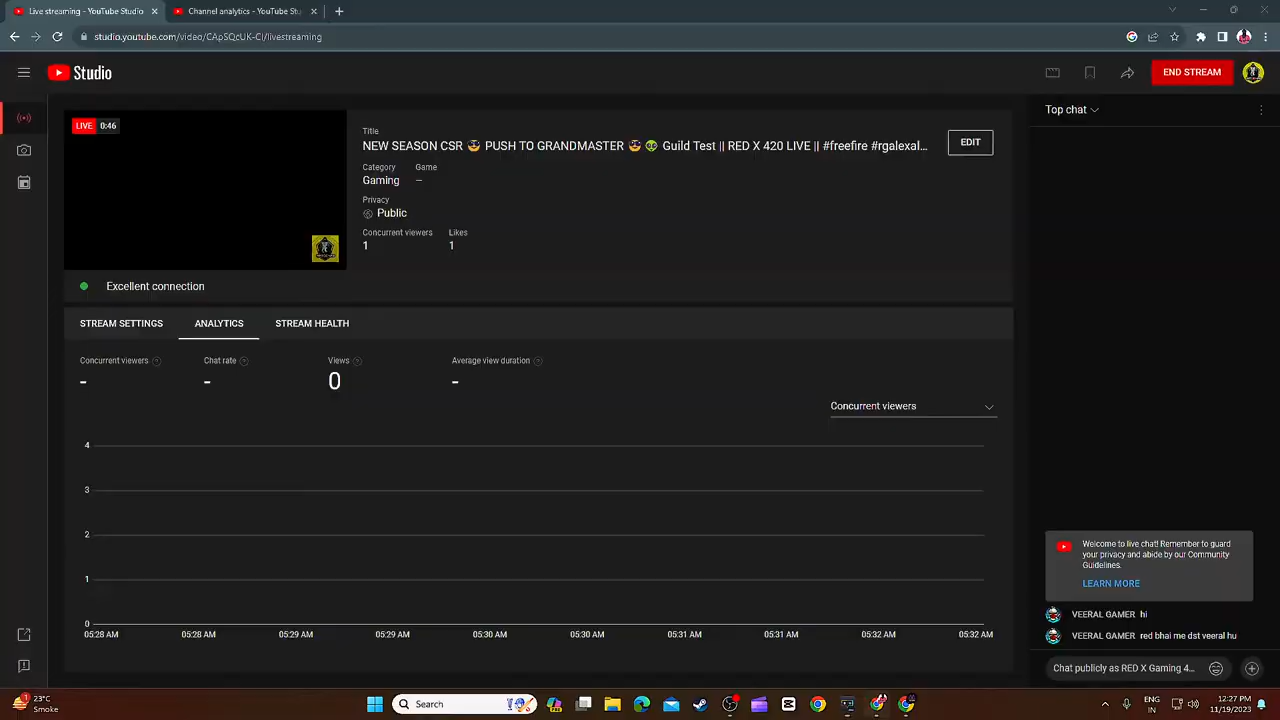 Live streaming - YouTube Studio
Channel analytics - YouTube Stu
studio.youtube.com/video/CApSQcUK-CI/livestreaming
Studio
END STREAM
LIVE 0:46
Title
NEW SEASON CSR 🤠 PUSH TO GRANDMASTER 🤠 👽 Guild Test || RED X 420 LIVE || #freefire #rgalexal...
EDIT
Category Game
Gaming –
Privacy
Public
Concurrent viewers Likes
1 1
Excellent connection
STREAM SETTINGS ANALYTICS STREAM HEALTH
Concurrent viewers Chat rate Views Average view duration
- - 0 -
Concurrent viewers
4
3
2
1
0
05:28 AM 05:28 AM 05:29 AM 05:29 AM 05:30 AM 05:30 AM 05:31 AM 05:31 AM 05:32 AM 05:32 AM
Top chat
Welcome to live chat! Remember to guard
your privacy and abide by our Community
Guidelines.
LEARN MORE
VEERAL GAMER hi
VEERAL GAMER red bhai me dst veeral hu
Chat publicly as RED X Gaming 4...
1
23°C
Smoke
Search
ENG
IN
12:27 PM
11/19/2023